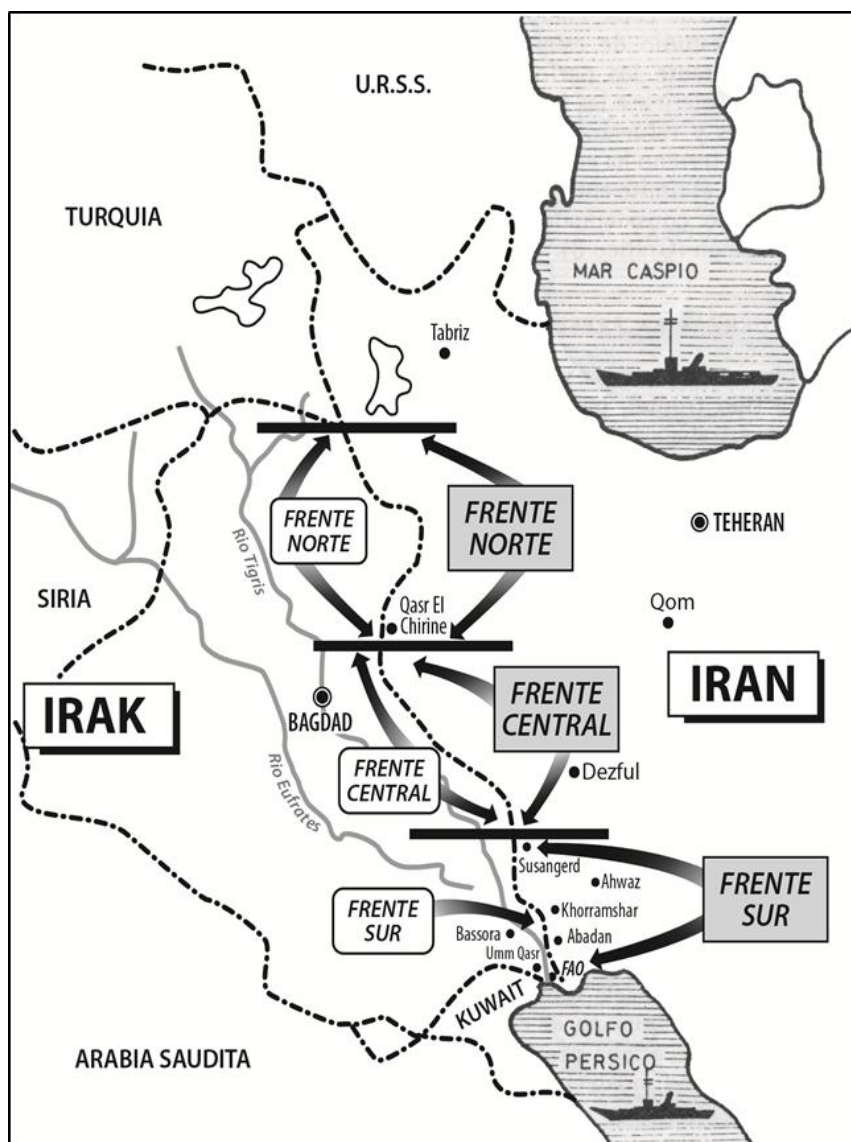 U.R.S.S.
TURQUIA
MAR CASPIO
Tabriz
FRENTE
NORTE
FRENTE
NORTE
TEHERAN
Rio Tigris
SIRIA
Qasr El
Chirine
Qom
IRAK
BAGDAD
FRENTE
CENTRAL
IRAN
Rio Eufrates
FRENTE
CENTRAL
Dezful
Susangerd
Ahwaz
FRENTE
SUR
FRENTE
SUR
Khorramshar
Bassora
Abadan
Umm Qasr
FAO
KUWAIT
GOLFO
PERSICO
ARABIA SAUDITA